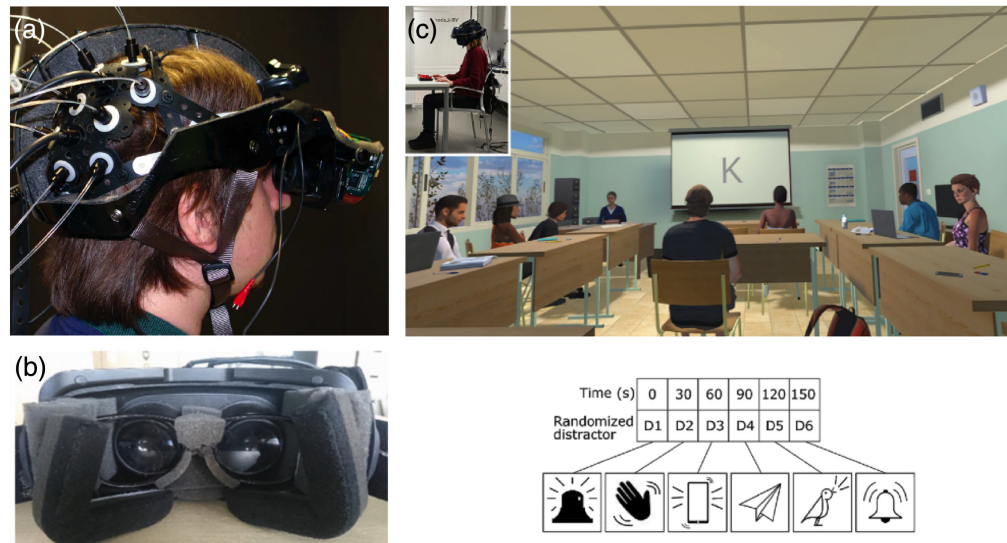 (a)
(c)
K
(b)
Time (s) 0 30 60 90 120 150
Randomized
distractor D1 D2 D3 D4 D5 D6